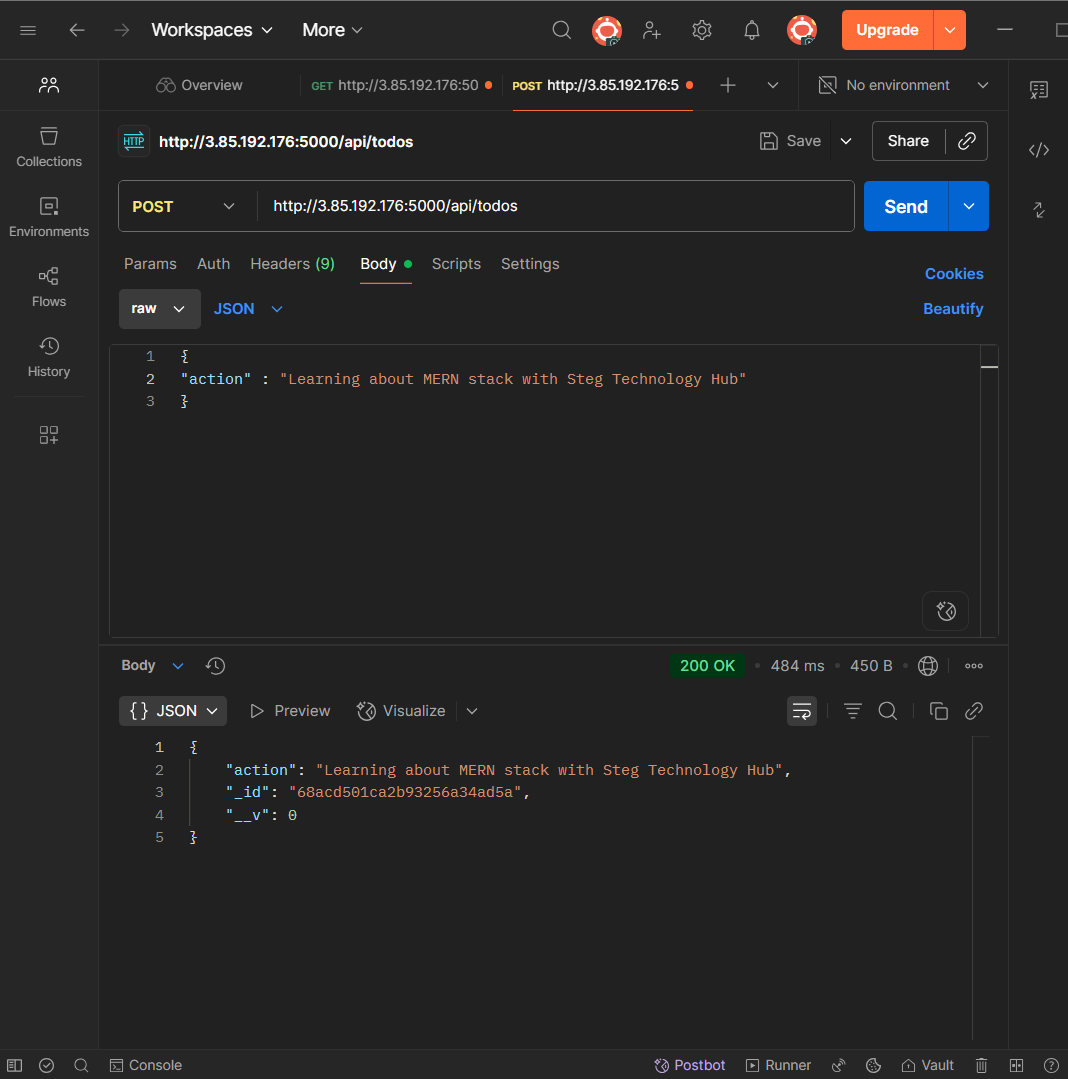 Workspaces More Upgrade
Overview GET http://3.85.192.176:50 POST http://3.85.192.176:5 No environment
HTTP http://3.85.192.176:5000/api/todos Save Share
Collections
POST http://3.85.192.176:5000/api/todos Send
Environments
Params Auth Headers (9) Body Scripts Settings Cookies
Flows
raw JSON Beautify
History
1 {
2 "action" : "Learning about MERN stack with Steg Technology Hub"
3 }
Body 200 OK 484 ms 450 B
{} JSON Preview Visualize
1 {
2 "action": "Learning about MERN stack with Steg Technology Hub",
3 "_id": "68acd501ca2b93256a34ad5a",
4 "__v": 0
5 }
Console Postbot Runner Vault